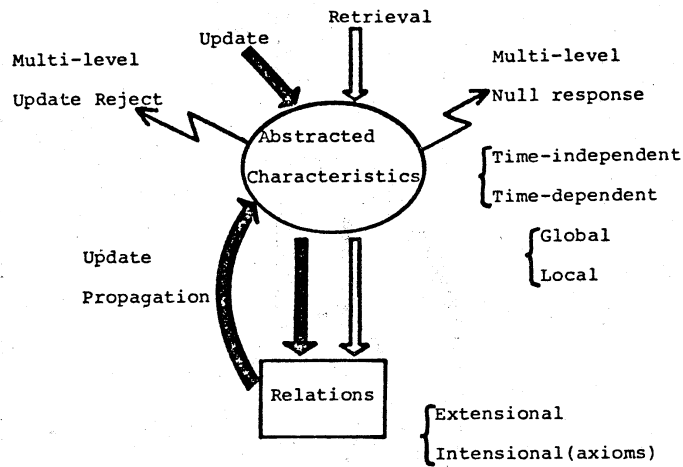 Retrieval
Update
Multi-level
Update Reject
Multi-level
Null response
Abstracted
Characteristics
Time-independent
Time-dependent
Global
Local
Update
Propagation
Relations
Extensional
Intensional(axioms)